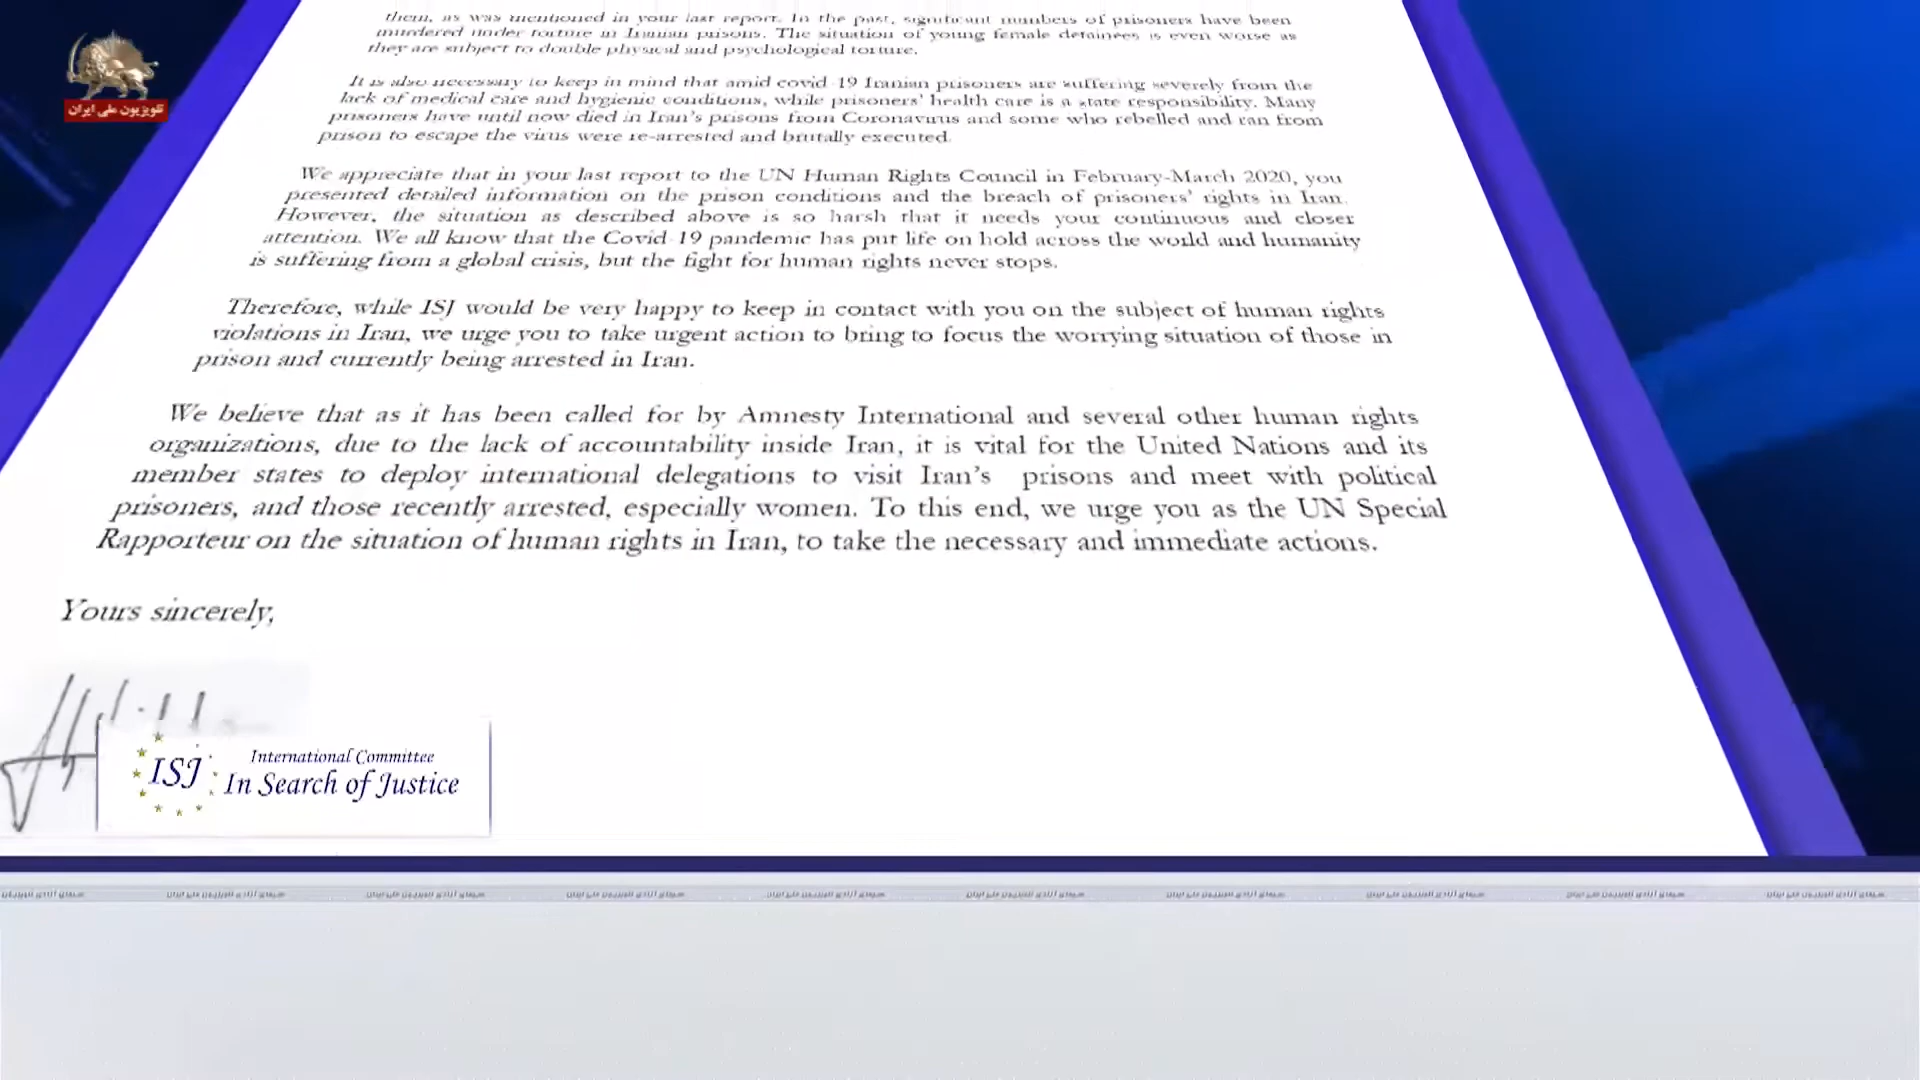 تلویزیون ملی ایران
them, as was mentioned in your last report. In the past, significant numbers of prisoners have been
murdered under torture in Iranian prisons. The situation of young female detainees is even worse as
they are subject to double physical and psychological torture.
It is also necessary to keep in mind that amid covid-19 Iranian prisoners are suffering severely from the
lack of medical care and hygienic conditions, while prisoners' health care is a state responsibility. Many
prisoners have until now died in Iran's prisons from Coronavirus and some who rebelled and ran from
prison to escape the virus were re-arrested and brutally executed.
We appreciate that in your last report to the UN Human Rights Council in February-March 2020, you
presented detailed information on the prison conditions and the breach of prisoners' rights in Iran.
However, the situation as described above is so harsh that it needs your continuous and closer
attention. We all know that the Covid-19 pandemic has put life on hold across the world and humanity
is suffering from a global crisis, but the fight for human rights never stops.
Therefore, while ISJ would be very happy to keep in contact with you on the subject of human rights
violations in Iran, we urge you to take urgent action to bring to focus the worrying situation of those in
prison and currently being arrested in Iran.
We believe that as it has been called for by Amnesty International and several other human rights
organizations, due to the lack of accountability inside Iran, it is vital for the United Nations and its
member states to deploy international delegations to visit Iran's prisons and meet with political
prisoners, and those recently arrested, especially women. To this end, we urge you as the UN Special
Rapporteur on the situation of human rights in Iran, to take the necessary and immediate actions.
Yours sincerely,
ISJ International Committee
In Search of Justice